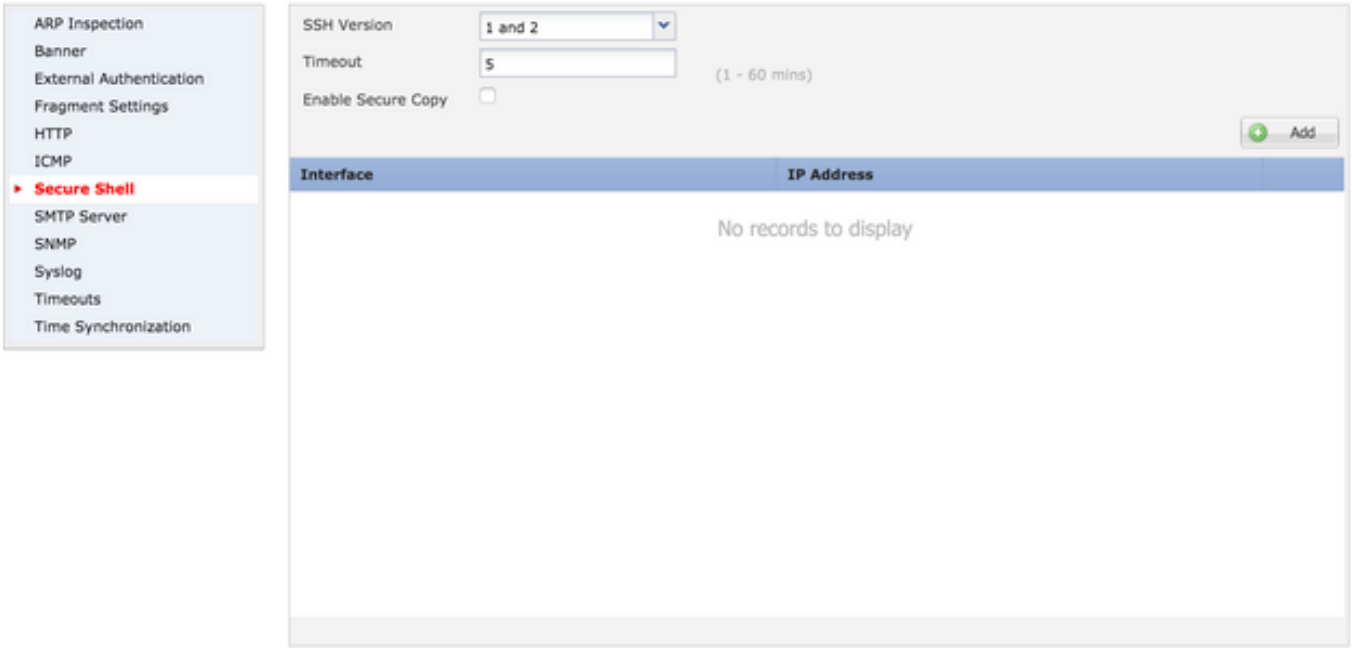 ARP Inspection
Banner
External Authentication
Fragment Settings
HTTP
ICMP
Secure Shell
SMTP Server
SNMP
Syslog
Timeouts
Time Synchronization
SSH Version 1 and 2
Timeout 5 (1 - 60 mins)
Enable Secure Copy
Add
Interface IP Address
No records to display